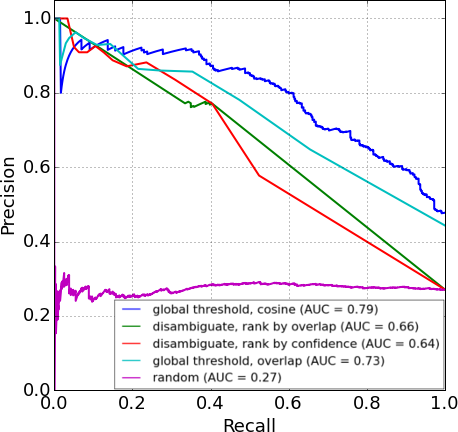 1.0
0.8
0.6
0.4
0.2
0.0
Precision
global threshold, cosine (AUC = 0.79)
disambiguate, rank by overlap (AUC = 0.66)
disambiguate, rank by confidence (AUC = 0.64)
global threshold, overlap (AUC = 0.73)
random (AUC = 0.27)
0.0 0.2 0.4 0.6 0.8 1.0
Recall